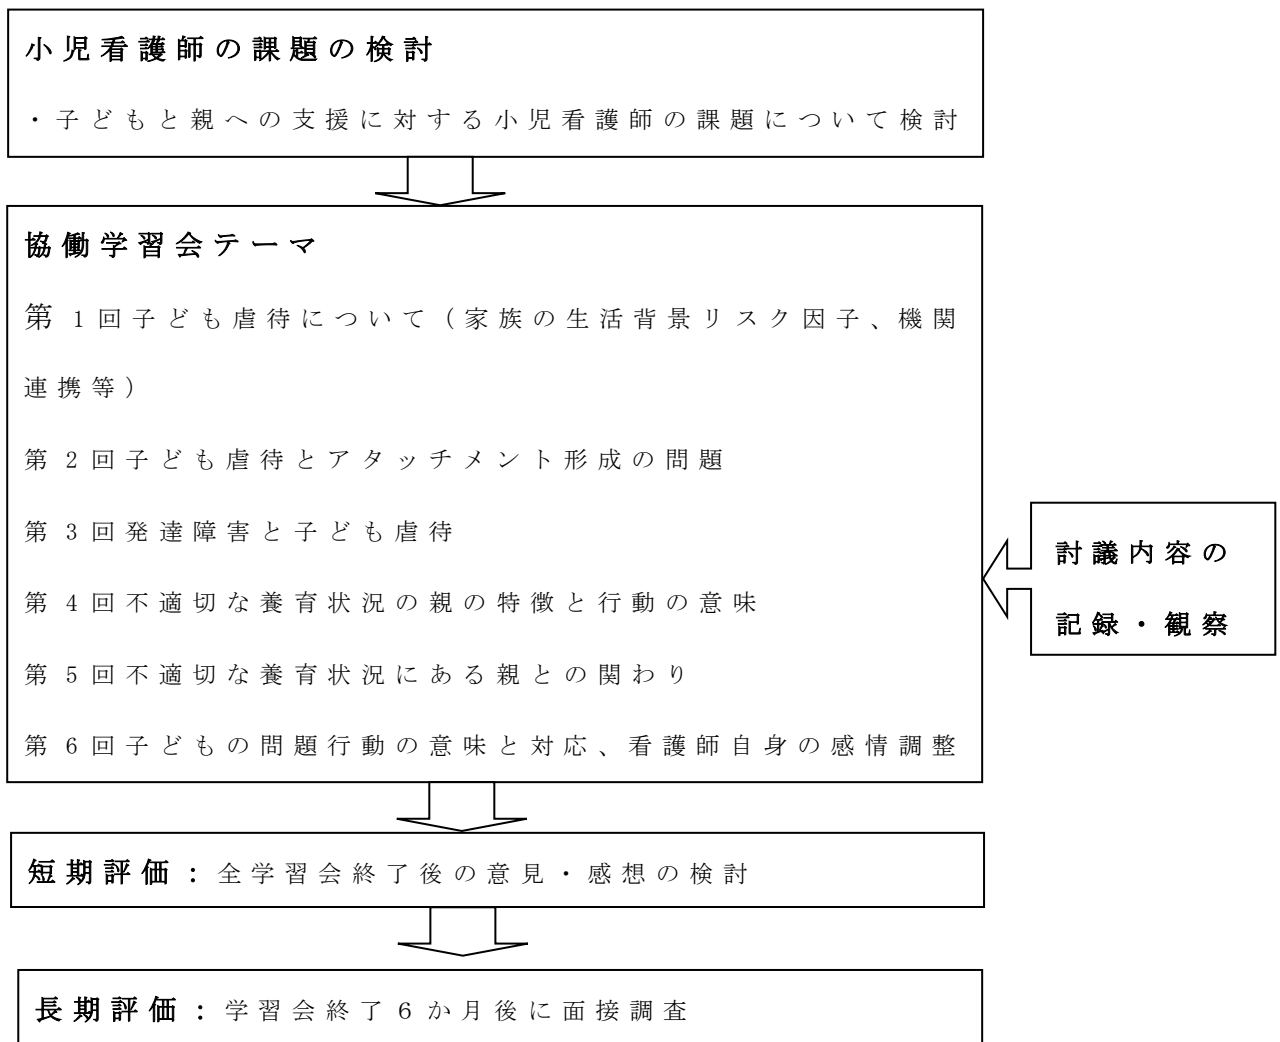 小児看護師の課題の検討
・子どもと親への支援に対する小児看護師の課題について検討
協働学習会テーマ
第1回子ども虐待について（家族の生活背景リスク因子、機関
連携等）
第2回子ども虐待とアタッチメント形成の問題
第3回発達障害と子ども虐待
第4回不適切な養育状況の親の特徴と行動の意味
第5回不適切な養育状況にある親との関わり
第6回子どもの問題行動の意味と対応、看護師自身の感情調整
討議内容の
記録・観察
短期評価：全学習会終了後の意見・感想の検討
長期評価：学習会終了6か月後に面接調査